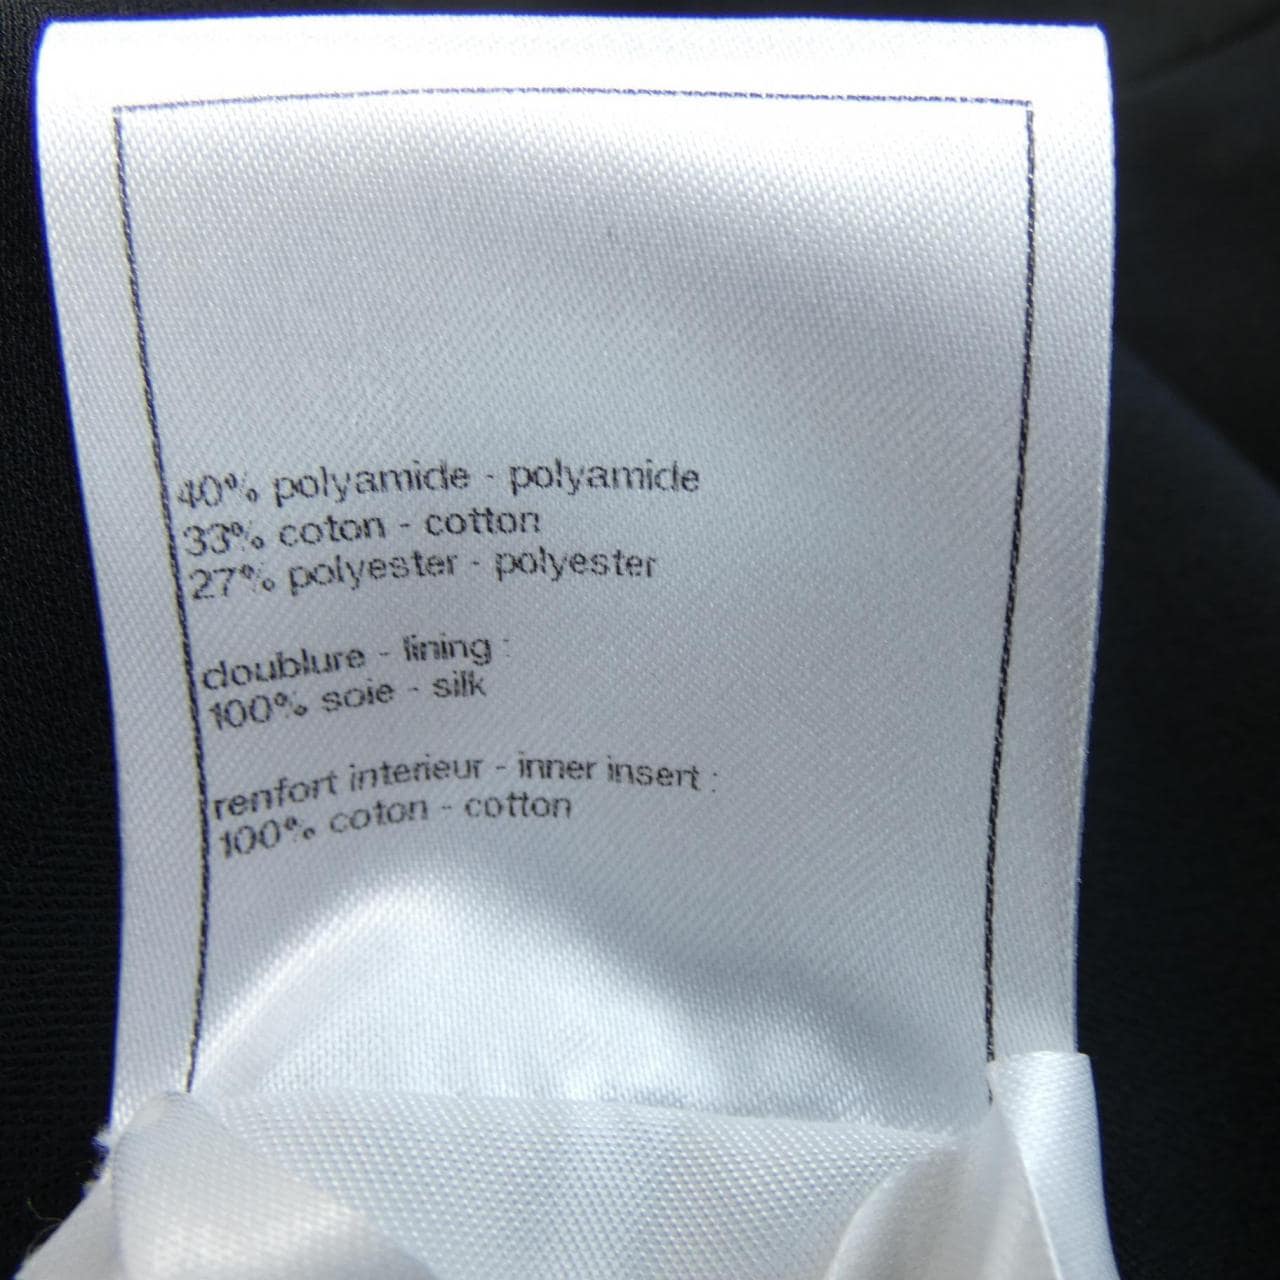 40% polyamide - polyamide
33% coton - cotton
27% polyester - polyester
doublure - lining :
100% soie - silk
renfort interieur - inner insert :
100% coton - cotton